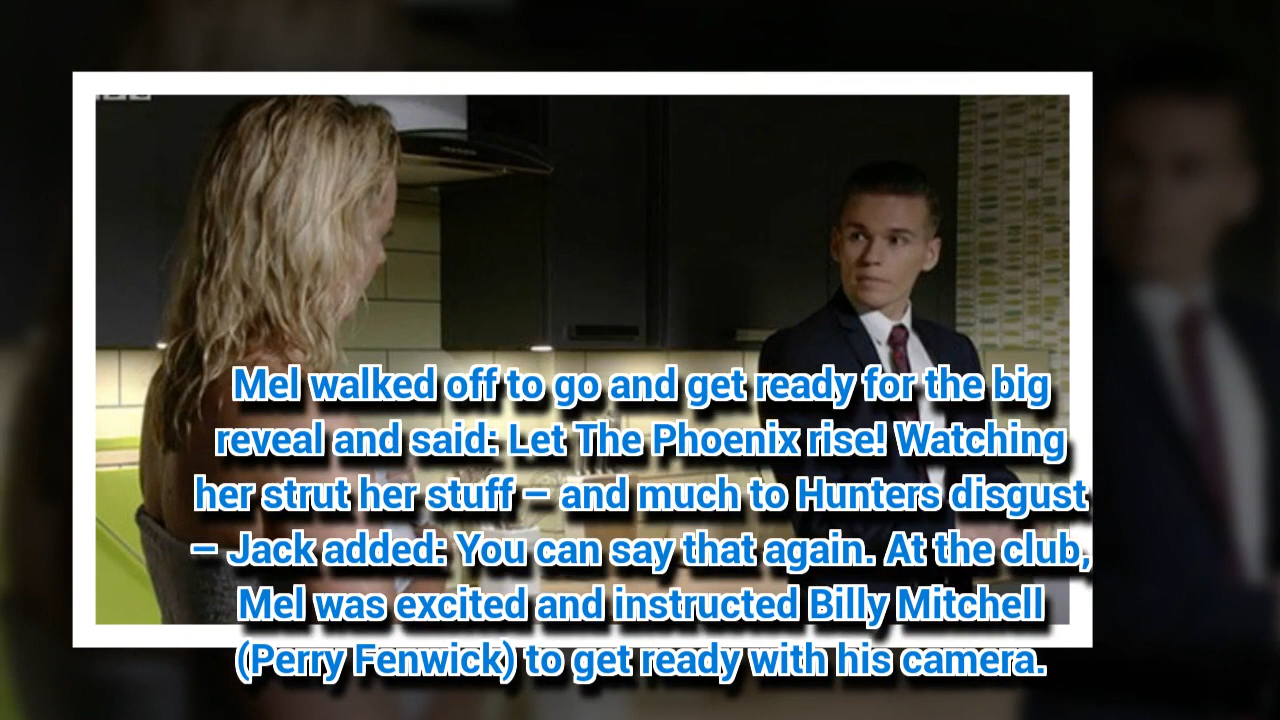 Mel walked off to go and get ready for the big
reveal and said: Let The Phoenix rise! Watching
her strut her stuff – and much to Hunters disgust
– Jack added: You can say that again. At the club,
Mel was excited and instructed Billy Mitchell
(Perry Fenwick) to get ready with his camera.